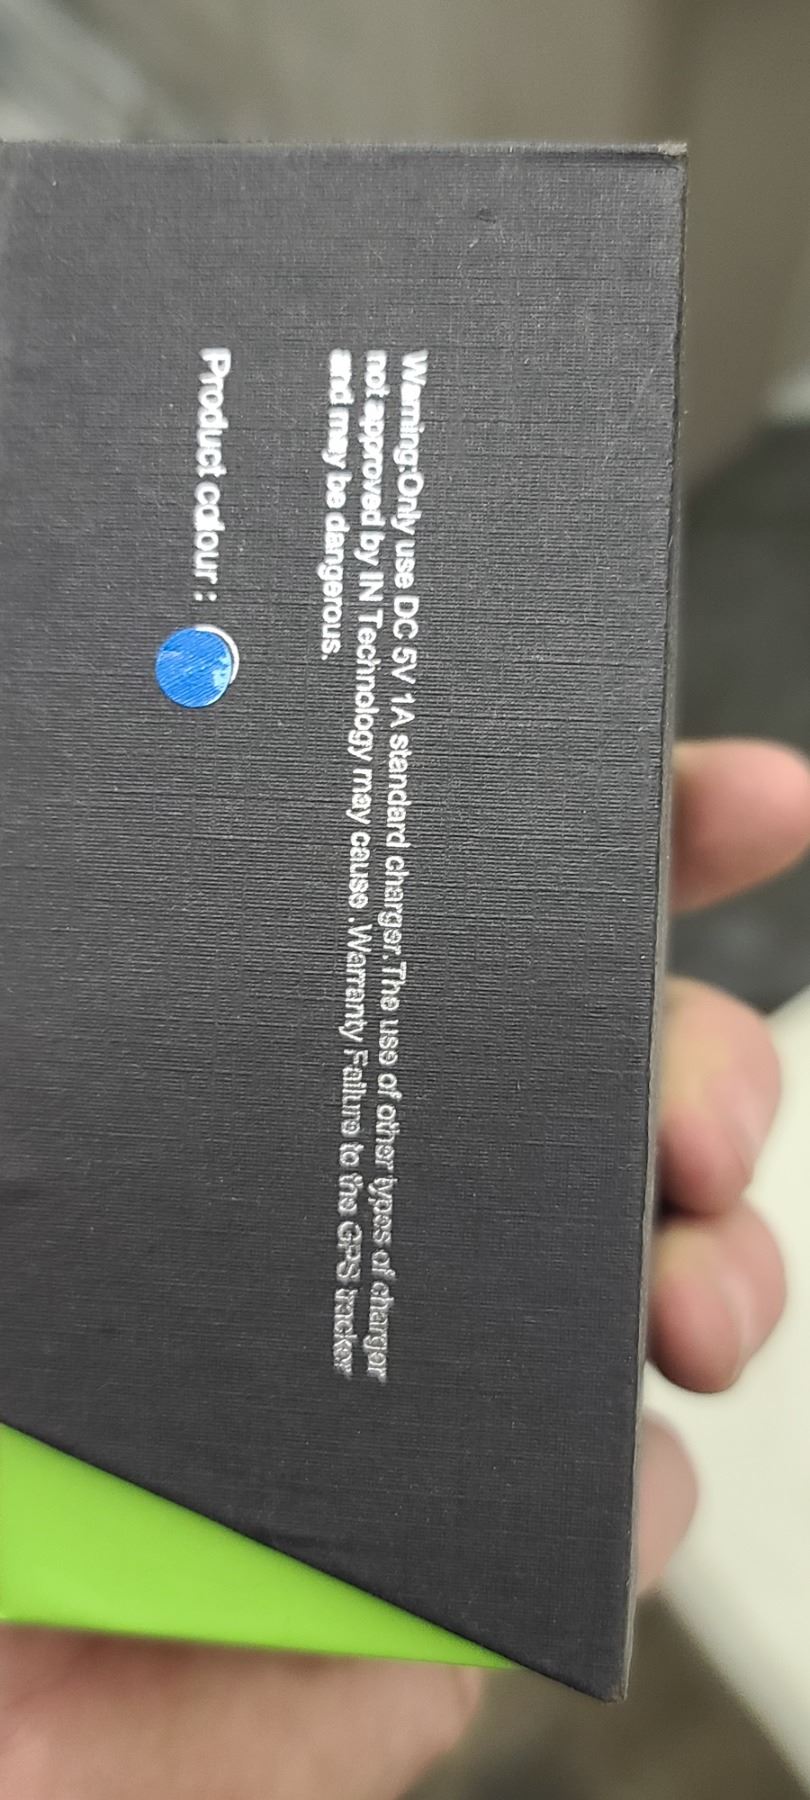 Warning:Only use DC 5V 1A standard charger.The use of other types of charger
not approved by IN Technology may cause .Warranty Failure to the GPS tracker
and may be dangerous.
Product colour :